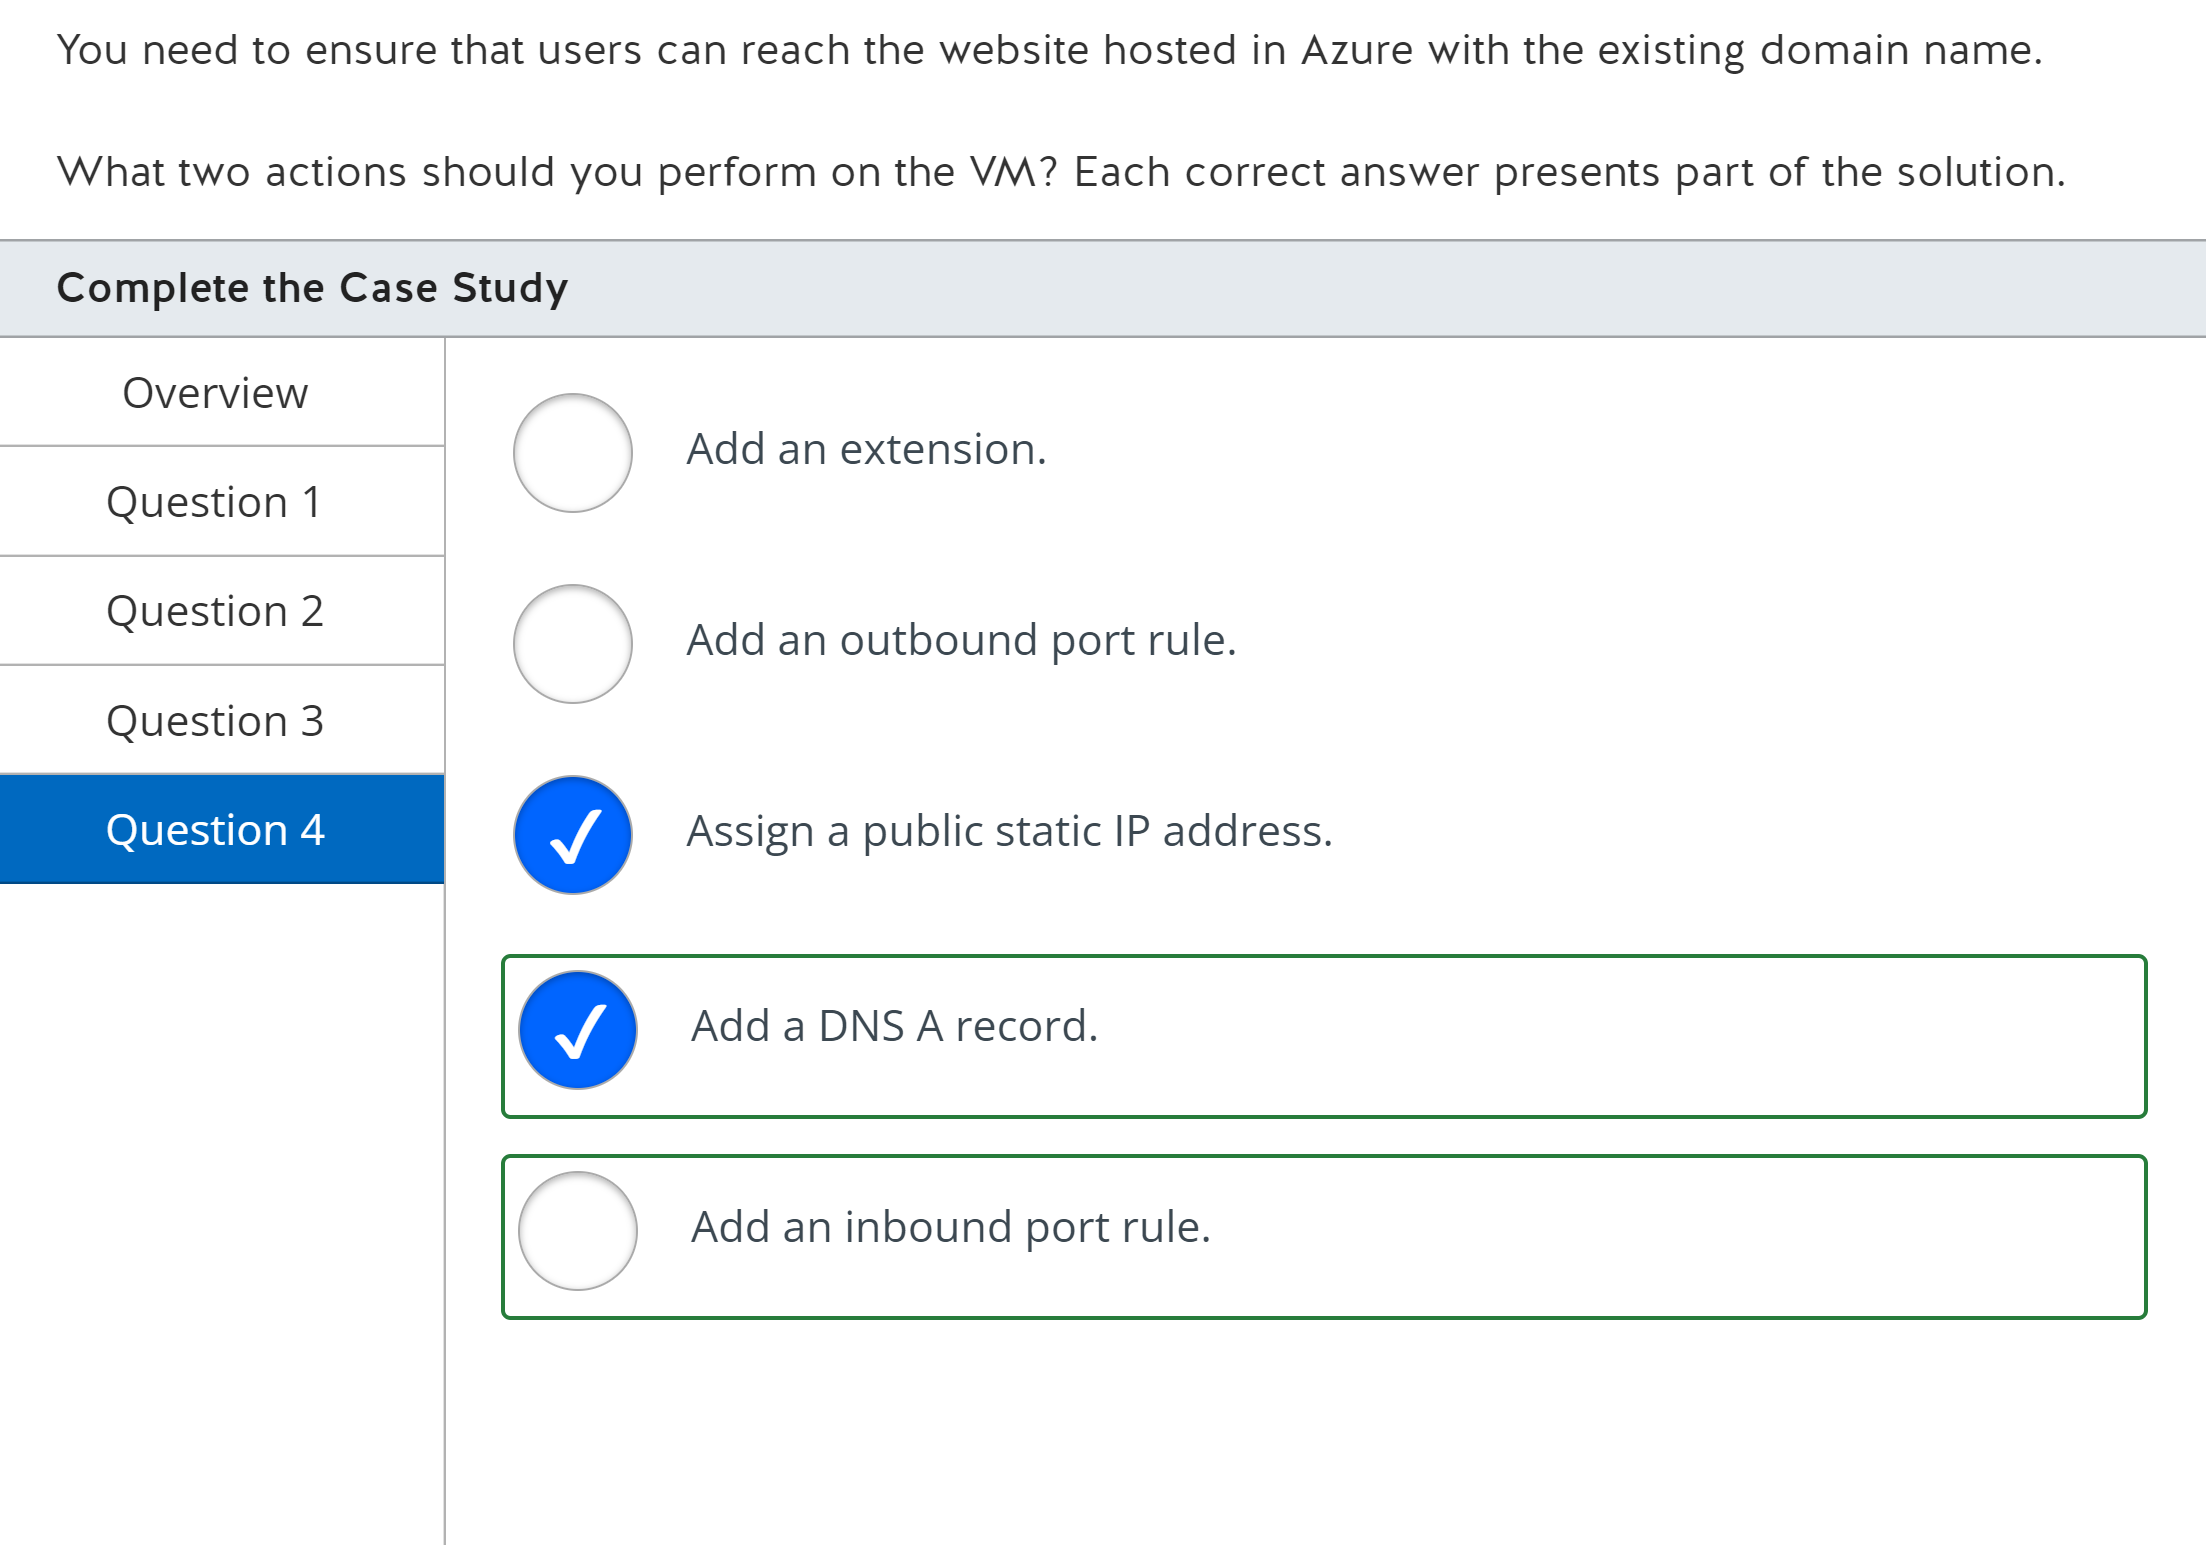 You need to ensure that users can reach the website hosted in Azure with the existing domain name.
What two actions should you perform on the VM? Each correct answer presents part of the solution.
Complete the Case Study
Overview
Question 1
Question 2
Question 3
Question 4
Add an extension.
Add an outbound port rule.
Assign a public static IP address.
Add a DNS A record.
Add an inbound port rule.